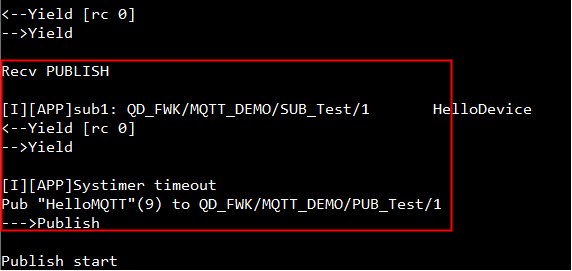 <--Yield [rc 0]
-->Yield
Recv PUBLISH
[I][APP]sub1: QD_FWK/MQTT_DEMO/SUB_Test/1 HelloDevice
<--Yield [rc 0]
-->Yield
[I][APP]Systimer timeout
Pub "HelloMQTT"(9) to QD_FWK/MQTT_DEMO/PUB_Test/1
--->Publish
Publish start